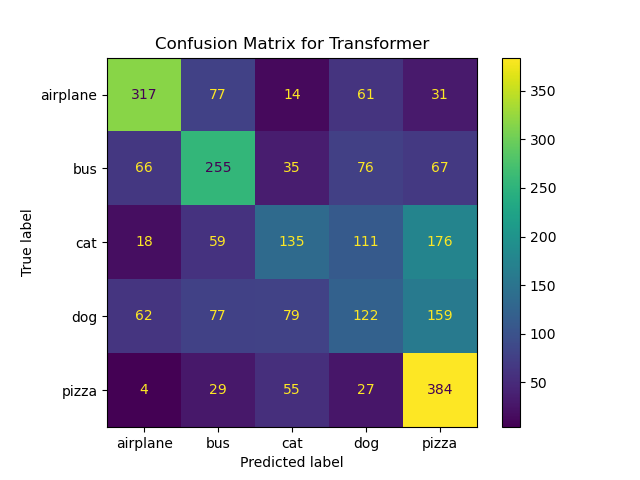 Confusion Matrix for Transformer
airplane 317 77 14 61 31
bus 66 255 35 76 67
cat 18 59 135 111 176
dog 62 77 79 122 159
pizza 4 29 55 27 384
airplane bus cat dog pizza
Predicted label
True label
350
300
250
200
150
100
50